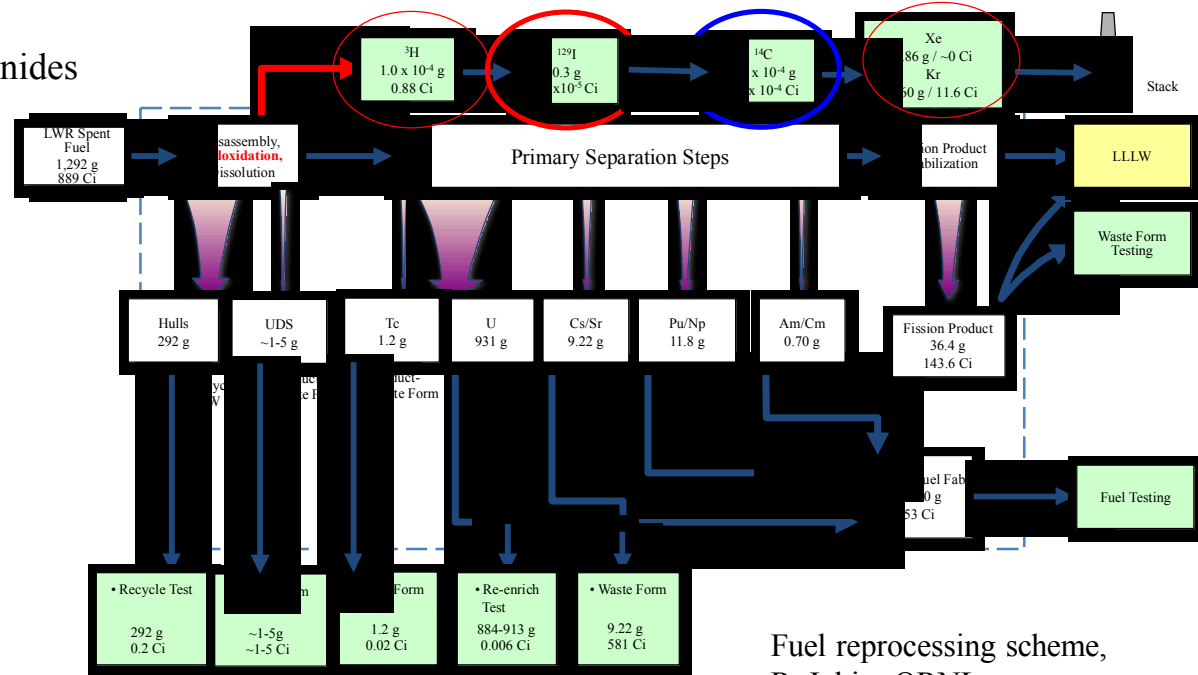 ³H
1.0 x 10⁻⁴ g
0.88 Ci
¹²⁹I
0.3 g
x10⁻⁵ Ci
¹⁴C
x 10⁻⁴ g
x 10⁻⁴ Ci
Xe
.86 g / ~0 Ci
Kr
60 g / 11.6 Ci
Stack
nides
LWR Spent
Fuel
1,292 g
889 Ci
sassembly,
loxidation,
issolution
Primary Separation Steps
ion Product
abilization
LLLW
Waste Form
Testing
Hulls
292 g
UDS
~1-5 g
Tc
1.2 g
U
931 g
Cs/Sr
9.22 g
Pu/Np
11.8 g
Am/Cm
0.70 g
Fission Product
36.4 g
143.6 Ci
uel Fab
0 g
53 Ci
Fuel Testing
• Recycle Test
292 g
0.2 Ci
~1-5g
~1-5 Ci
Form
1.2 g
0.02 Ci
• Re-enrich
Test
884-913 g
0.006 Ci
• Waste Form
9.22 g
581 Ci
Fuel reprocessing scheme,